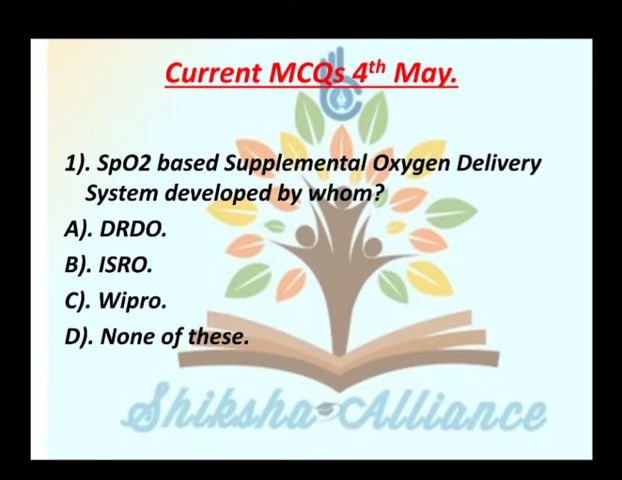 Current MCQs 4th May.
1). SpO2 based Supplemental Oxygen Delivery
System developed by whom?
A). DRDO.
B). ISRO.
C). Wipro.
D). None of these.
Shiksha Alliance